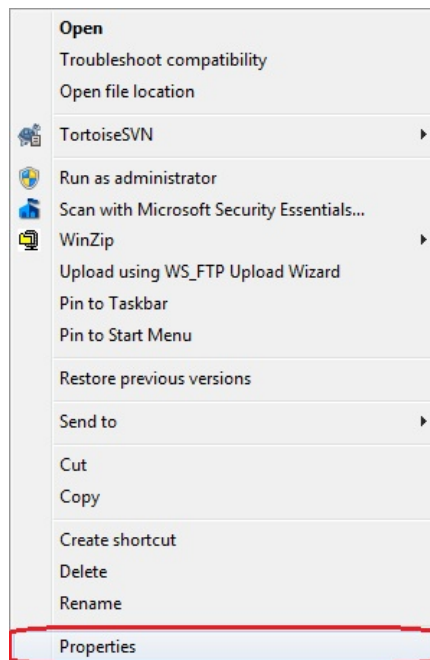 Open
Troubleshoot compatibility
Open file location
TortoiseSVN
Run as administrator
Scan with Microsoft Security Essentials...
WinZip
Upload using WS_FTP Upload Wizard
Pin to Taskbar
Pin to Start Menu
Restore previous versions
Send to
Cut
Copy
Create shortcut
Delete
Rename
Properties